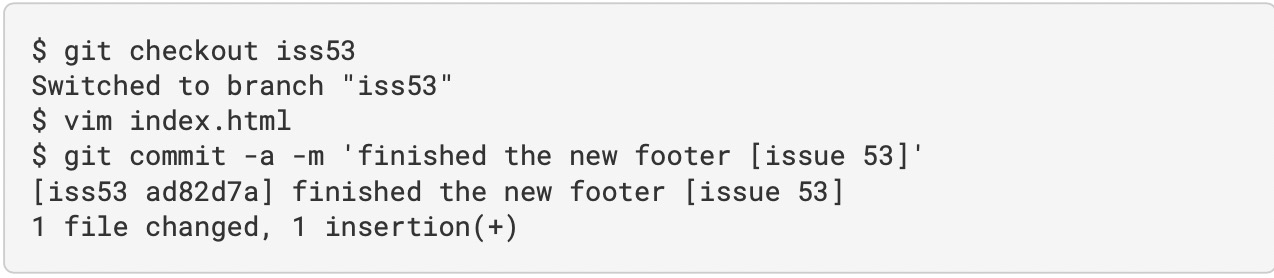 $ git checkout iss53
Switched to branch "iss53"
$ vim index.html
$ git commit -a -m 'finished the new footer [issue 53]'
[iss53 ad82d7a] finished the new footer [issue 53]
1 file changed, 1 insertion(+)